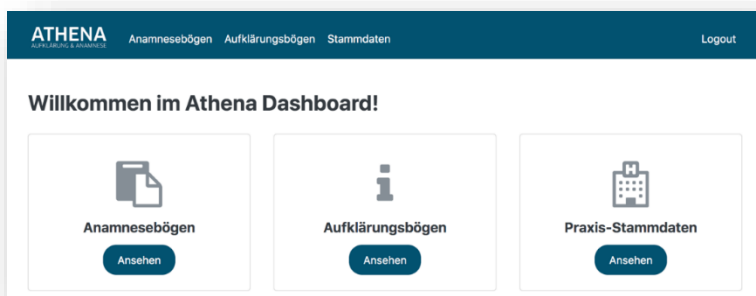 ATHENA
AUFKLÄRUNG & ANAMNESE
Anamnesebögen Aufklärungsbögen Stammdaten Logout
Willkommen im Athena Dashboard!
Anamnesebögen
Ansehen
Aufklärungsbögen
Ansehen
Praxis-Stammdaten
Ansehen